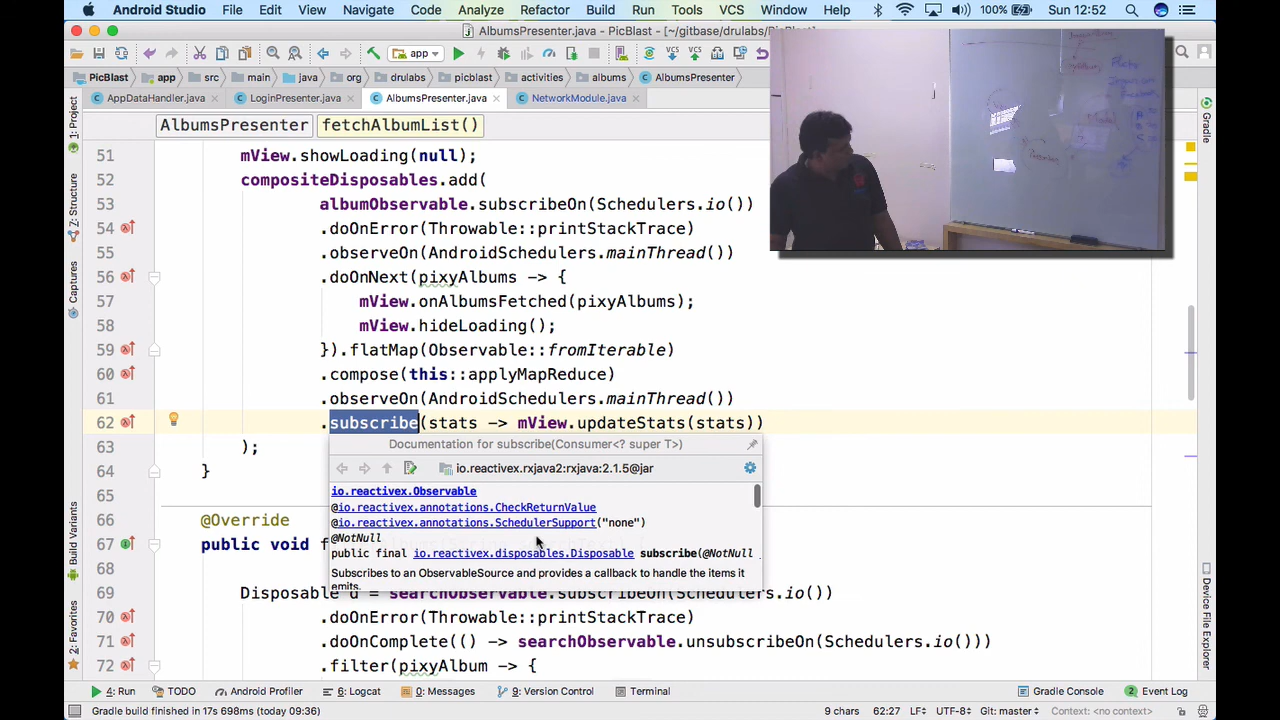 Android Studio File Edit View Navigate Code Analyze Refactor Build Run Tools VCS Window Help 100% Sun 12:52
AlbumsPresenter.java - PicBlast - [~/gitbase/drulabs/PicBlast]
app
PicBlast app src main java org drulabs picblast activities albums AlbumsPresenter
AppDataHandler.java LoginPresenter.java AlbumsPresenter.java NetworkModule.java
1: Project
7: Structure
Captures
Build Variants
2: Favorites
Gradle
Device File Explorer
AlbumsPresenter fetchAlbumList()
51 mView.showLoading(null);
52 compositeDisposables.add(
53 albumObservable.subscribeOn(Schedulers.io())
54 .doOnError(Throwable::printStackTrace)
55 .observeOn(AndroidSchedulers.mainThread())
56 .doOnNext(pixyAlbums -> {
57 mView.onAlbumsFetched(pixyAlbums);
58 mView.hideLoading();
59 }).flatMap(Observable::fromIterable)
60 .compose(this::applyMapReduce)
61 .observeOn(AndroidSchedulers.mainThread())
62 .subscribe(stats -> mView.updateStats(stats))
63 );
64 }
65
Documentation for subscribe(Consumer<? super T>)
io.reactivex.rxjava2:rxjava:2.1.5@jar
io.reactivex.Observable
@io.reactivex.annotations.CheckReturnValue
@io.reactivex.annotations.SchedulerSupport("none")
@NotNull
public final io.reactivex.disposables.Disposable subscribe(@NotNull
Subscribes to an ObservableSource and provides a callback to handle the items it
emits.
66 @Override
67 public void f
68
69 Disposable d = searchObservable.subscribeOn(Schedulers.io())
70 .doOnError(Throwable::printStackTrace)
71 .doOnComplete(() -> searchObservable.unsubscribeOn(Schedulers.io()))
72 .filter(pixyAlbum -> {
4: Run TODO Android Profiler 6: Logcat 0: Messages 9: Version Control Terminal Gradle Console 2 Event Log
Gradle build finished in 17s 698ms (today 09:36) 9 chars 62:27 LF÷ UTF-8÷ Git: master÷ Context: <no context>